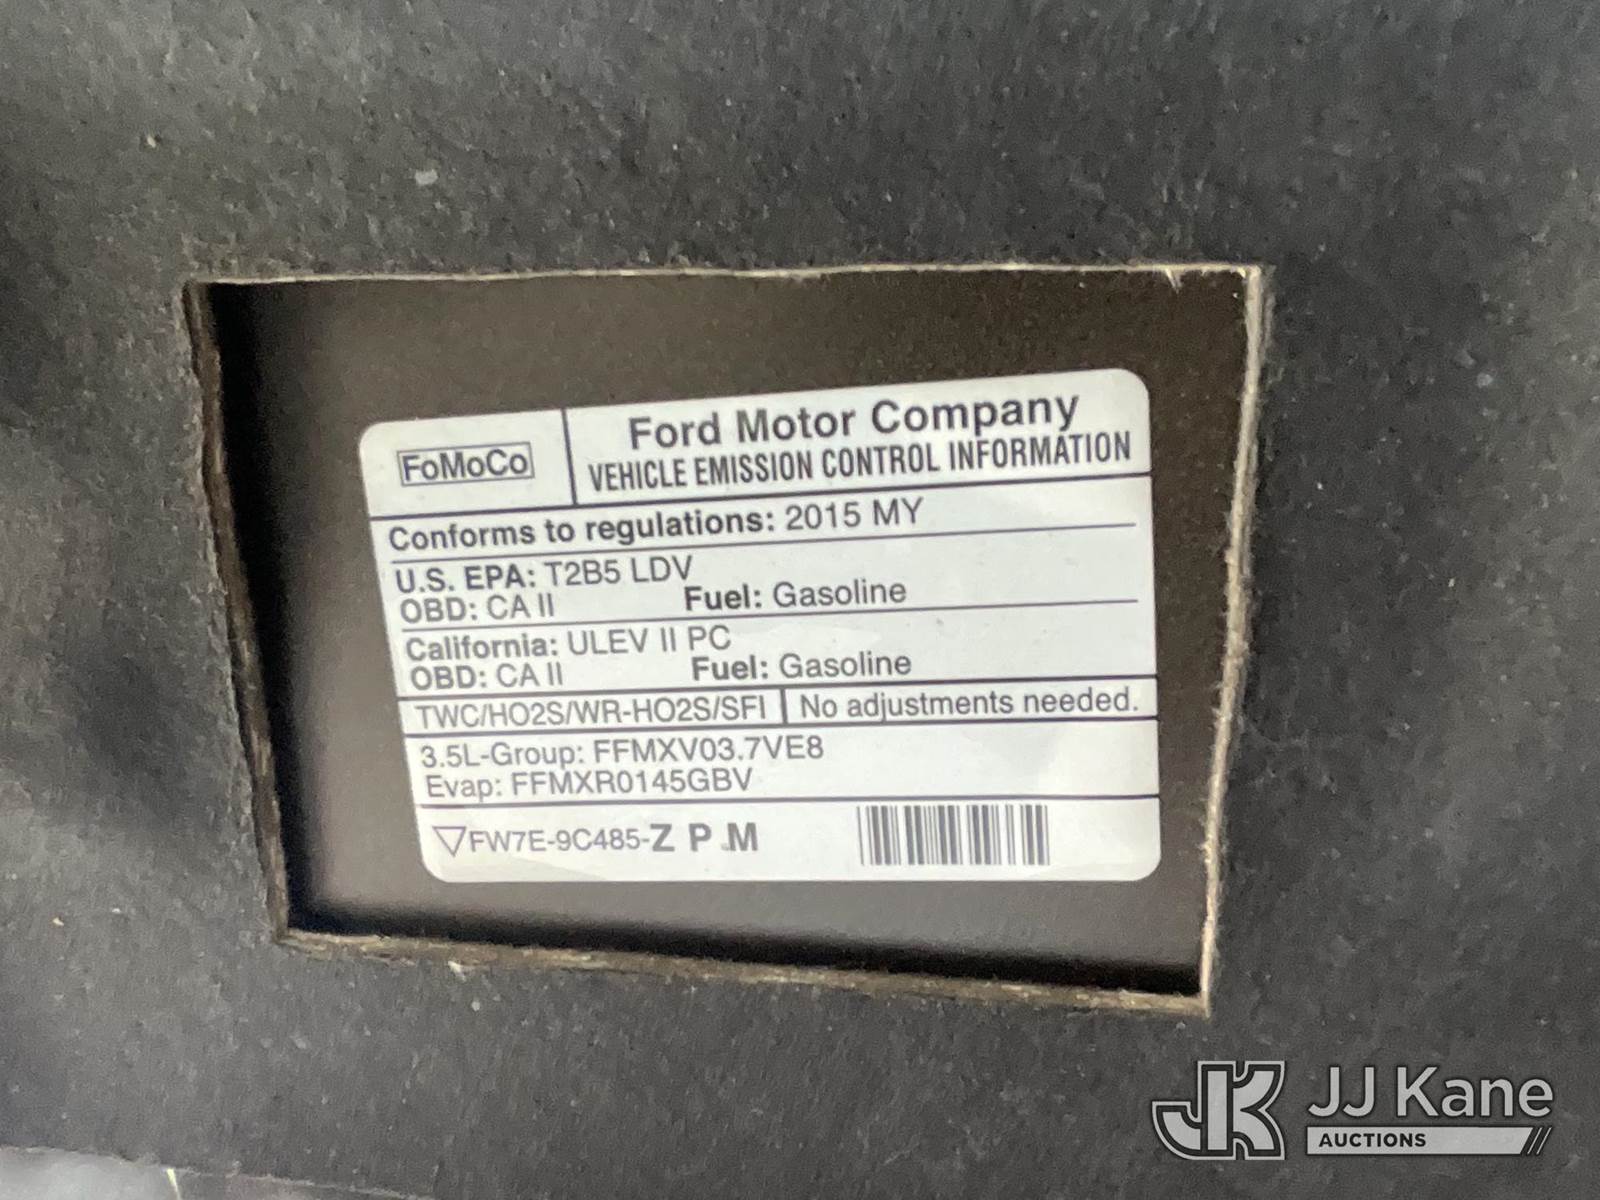 FoMoCo
Ford Motor Company
VEHICLE EMISSION CONTROL INFORMATION
Conforms to regulations: 2015 MY
U.S. EPA: T2B5 LDV
OBD: CA II Fuel: Gasoline
California: ULEV II PC
OBD: CA II Fuel: Gasoline
TWC/HO2S/WR-HO2S/SFI No adjustments needed.
3.5L-Group: FFMXV03.7VE8
Evap: FFMXR0145GBV
FW7E-9C485-Z P M
JK JJ Kane
AUCTIONS